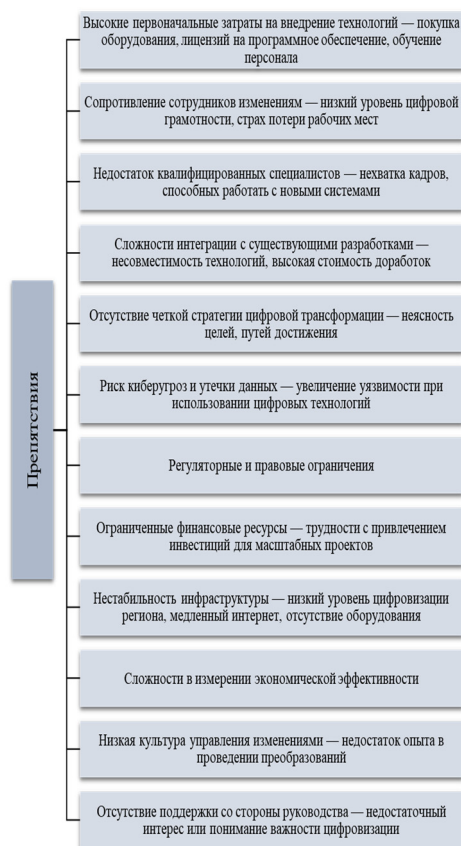 Препятствия
Высокие первоначальные затраты на внедрение технологий — покупка
оборудования, лицензий на программное обеспечение, обучение
персонала
Сопротивление сотрудников изменениям — низкий уровень цифровой
грамотности, страх потери рабочих мест
Недостаток квалифицированных специалистов — нехватка кадров,
способных работать с новыми системами
Сложности интеграции с существующими разработками —
несовместимость технологий, высокая стоимость доработок
Отсутствие четкой стратегии цифровой трансформации — неясность
целей, путей достижения
Риск киберугроз и утечки данных — увеличение уязвимости при
использовании цифровых технологий
Регуляторные и правовые ограничения
Ограниченные финансовые ресурсы — трудности с привлечением
инвестиций для масштабных проектов
Нестабильность инфраструктуры — низкий уровень цифровизации
региона, медленный интернет, отсутствие оборудования
Сложности в измерении экономической эффективности
Низкая культура управления изменениями — недостаток опыта в
проведении преобразований
Отсутствие поддержки со стороны руководства — недостаточный
интерес или понимание важности цифровизации